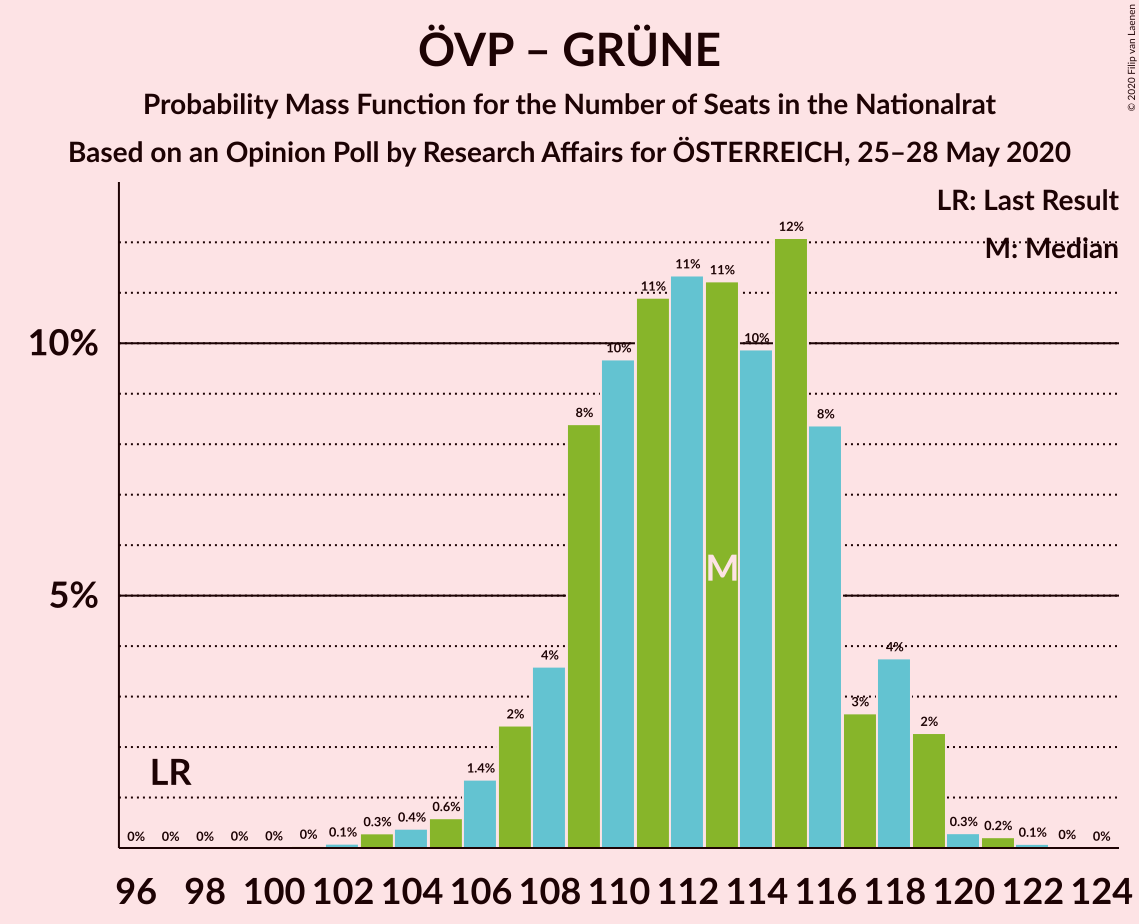 ÖVP – GRÜNE
Probability Mass Function for the Number of Seats in the Nationalrat
Based on an Opinion Poll by Research Affairs for ÖSTERREICH, 25–28 May 2020
© 2020 Filip van Laenen
LR: Last Result
M: Median
10%
5%
LR
M
0% 0% 0% 0% 0% 0% 0.1% 0.3% 0.4% 0.6% 1.4% 2% 4% 8% 10% 11% 11% 11% 10% 12% 8% 3% 4% 2% 0.3% 0.2% 0.1% 0% 0%
96 98 100 102 104 106 108 110 112 114 116 118 120 122 124